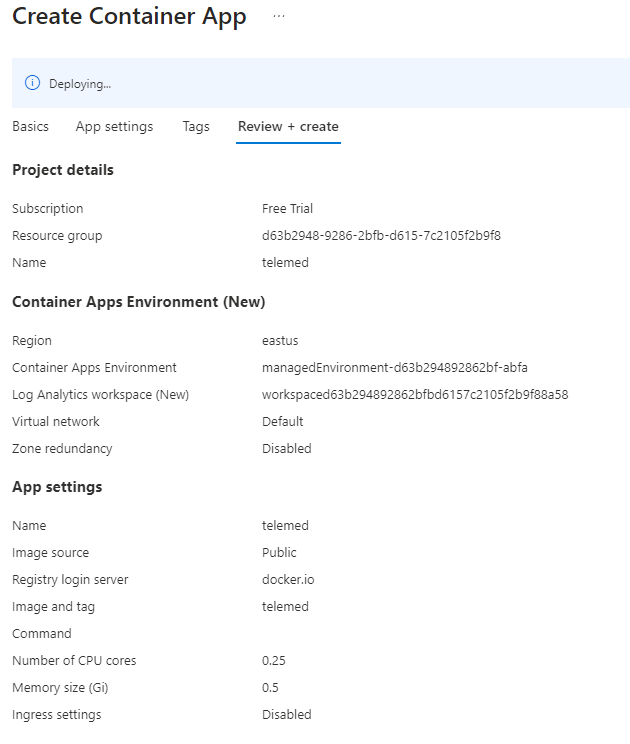 Create Container App ...
Deploying...
Basics App settings Tags Review + create
Project details
Subscription Free Trial
Resource group d63b2948-9286-2bfb-d615-7c2105f2b9f8
Name telemed
Container Apps Environment (New)
Region eastus
Container Apps Environment managedEnvironment-d63b294892862bf-abfa
Log Analytics workspace (New) workspaced63b294892862bfbd6157c2105f2b9f88a58
Virtual network Default
Zone redundancy Disabled
App settings
Name telemed
Image source Public
Registry login server docker.io
Image and tag telemed
Command
Number of CPU cores 0.25
Memory size (Gi) 0.5
Ingress settings Disabled